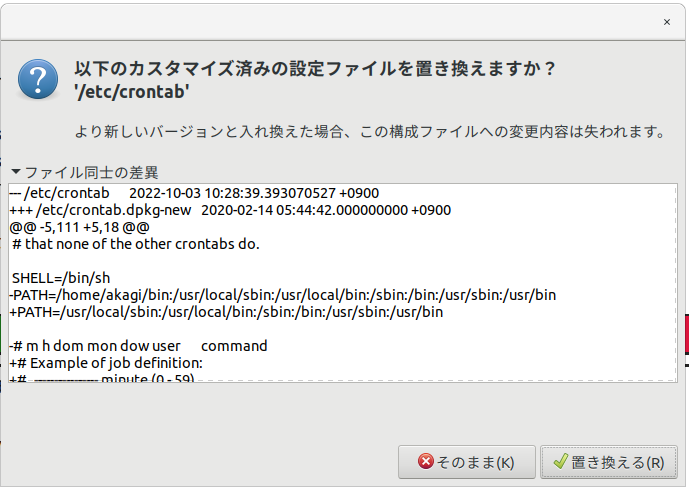 ×
以下のカスタマイズ済みの設定ファイルを置き換えますか？
'/etc/crontab'
より新しいバージョンと入れ換えた場合、この構成ファイルへの変更内容は失われます。
ファイル同士の差異
--- /etc/crontab 2022-10-03 10:28:39.393070527 +0900
+++ /etc/crontab.dpkg-new 2020-02-14 05:44:42.000000000 +0900
@@ -5,111 +5,18 @@
# that none of the other crontabs do.
SHELL=/bin/sh
-PATH=/home/akagi/bin:/usr/local/sbin:/usr/local/bin:/sbin:/bin:/usr/sbin:/usr/bin
+PATH=/usr/local/sbin:/usr/local/bin:/sbin:/bin:/usr/sbin:/usr/bin
-# m h dom mon dow user command
+# Example of job definition:
+# .---------------- minute (0 - 59)
そのまま(K)
置き換える(R)